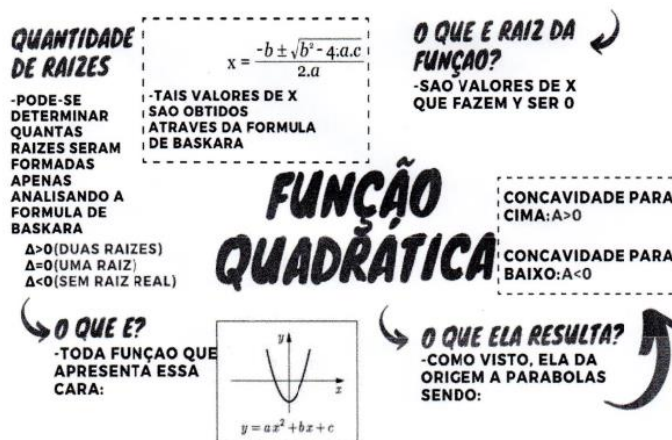 QUANTIDADE
DE RAIZES
-PODE-SE
DETERMINAR
QUANTAS
RAIZES SERAM
FORMADAS
APENAS
ANALISANDO A
FORMULA DE
BASKARA
Δ>0(DUAS RAIZES)
Δ=0(UMA RAIZ)
Δ<0(SEM RAIZ REAL)
x = \frac{-b ± \sqrt{b² - 4.a.c}}{2.a}
-TAIS VALORES DE X
SAO OBTIDOS
ATRAVES DA FORMULA
DE BASKARA
O QUE E RAIZ DA
FUNÇAO?
-SAO VALORES DE X
QUE FAZEM Y SER 0
FUNÇÃO
QUADRÁTICA
CONCAVIDADE PARA
CIMA:A>0
CONCAVIDADE PARA
BAIXO:A<0
O QUE E?
-TODA FUNÇAO QUE
APRESENTA ESSA
CARA:
y
x
y = ax² + bx + c
O QUE ELA RESULTA?
-COMO VISTO, ELA DA
ORIGEM A PARABOLAS
SENDO: